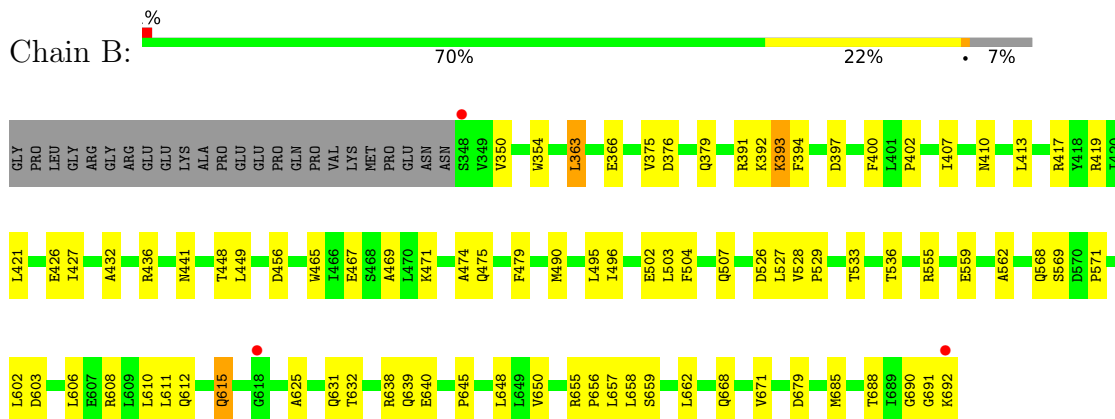 .%
Chain B:
70% 22% • 7%
GLY PRO LEU GLY ARG GLY ARG GLU GLU LYS ALA PRO GLU GLU PRO GLN PRO VAL LYS MET PRO GLU ASN ASN S348 V349 V350 W354 L363 E366 V375 D376 Q379 R391 K392 K393 F394 D397 F400 L401 P402 I407 N410 L413 R417 Y418 R419 I420
L421 E426 I427 A432 R436 N441 T448 L449 D456 W465 I466 E467 S468 A469 L470 K471 A474 Q475 F479 M490 L495 I496 E502 L503 F504 Q507 D526 L527 V528 P529 T533 T536 R555 E559 A562 Q568 S569 D570 P571
L602 D603 L606 E607 R608 L609 L610 L611 Q612 Q615 G618 A625 Q631 T632 R638 Q639 E640 P645 L648 L649 V650 R655 P656 L657 L658 S659 L662 Q668 V671 D679 M685 T688 I689 G690 G691 K692